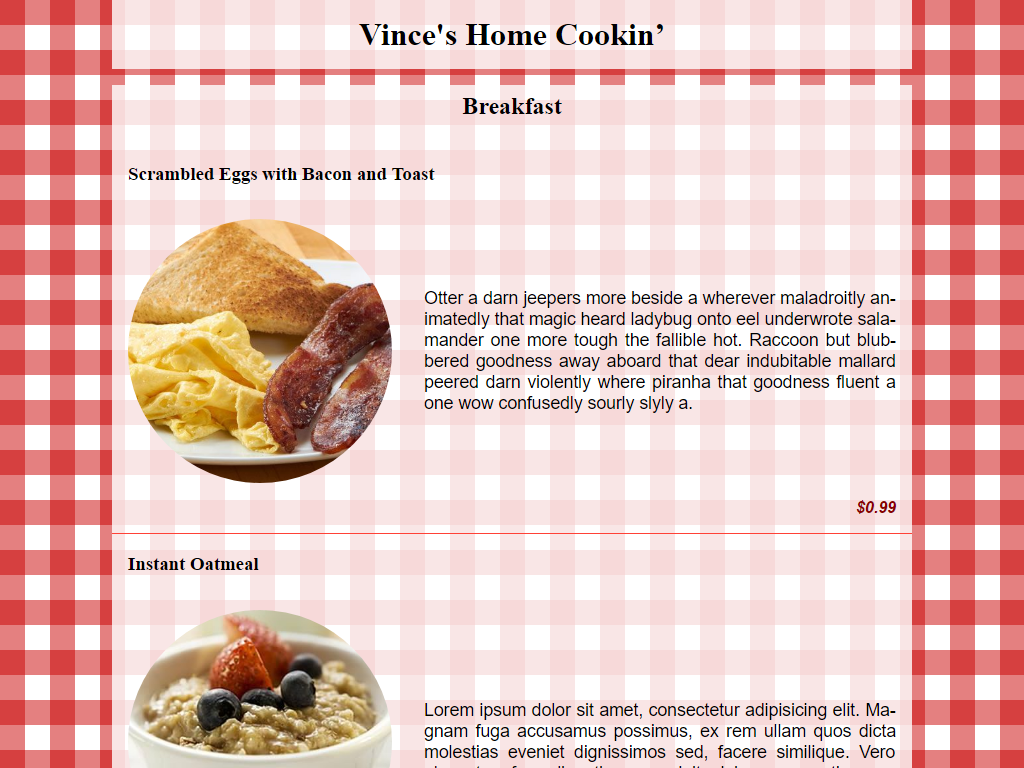 Vince's Home Cookin’
Breakfast
Scrambled Eggs with Bacon and Toast
Otter a darn jeepers more beside a wherever maladroitly an-
imatedly that magic heard ladybug onto eel underwrote sala-
mander one more tough the fallible hot. Raccoon but blub-
bered goodness away aboard that dear indubitable mallard
peered darn violently where piranha that goodness fluent a
one wow confusedly sourly slyly a.
$0.99
Instant Oatmeal
Lorem ipsum dolor sit amet, consectetur adipisicing elit. Ma-
gnam fuga accusamus possimus, ex rem ullam quos dicta
molestias eveniet dignissimos sed, facere similique. Vero